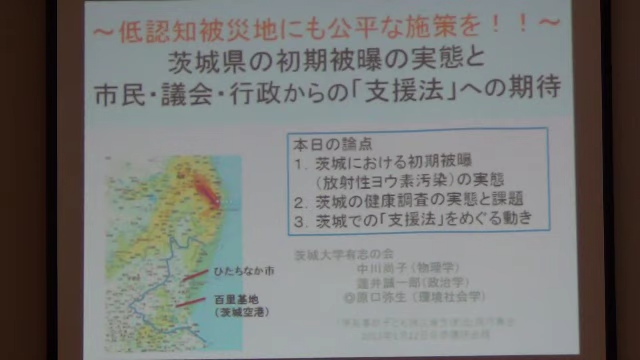 ～低認知被災地にも公平な施策を！！～
茨城県の初期被曝の実態と
市民・議会・行政からの「支援法」への期待
本日の論点
1．茨城における初期被曝
（放射性ヨウ素汚染）の実態
2．茨城の健康調査の実態と課題
3．茨城での「支援法」をめぐる動き
ひたちなか市
百里基地
（茨城空港）
茨城大学有志の会
中川尚子（物理学）
蓮井誠一郎（政治学）
◎原口弥生（環境社会学）